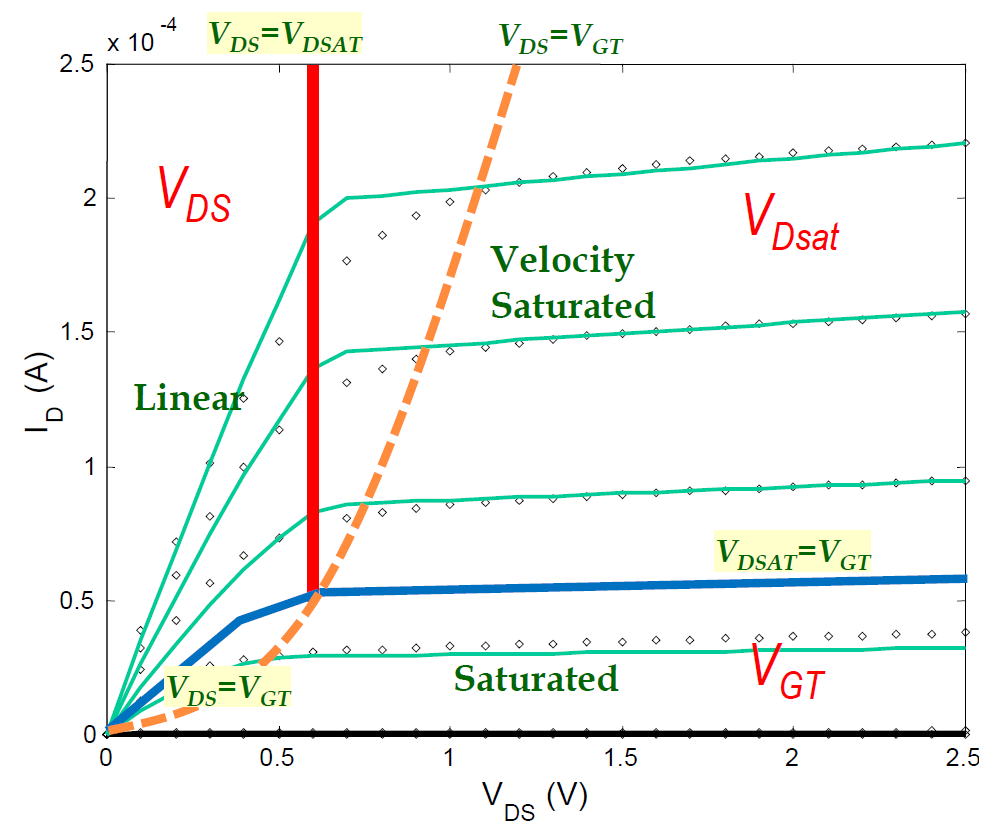 x 10 -4
V_DS=V_DSAT
V_DS=V_GT
2.5
2
1.5
1
0.5
0
I_D (A)
V_DS
V_Dsat
Velocity
Saturated
Linear
V_DSAT=V_GT
V_DS=V_GT
Saturated
V_GT
0 0.5 1 1.5 2 2.5
V_DS (V)